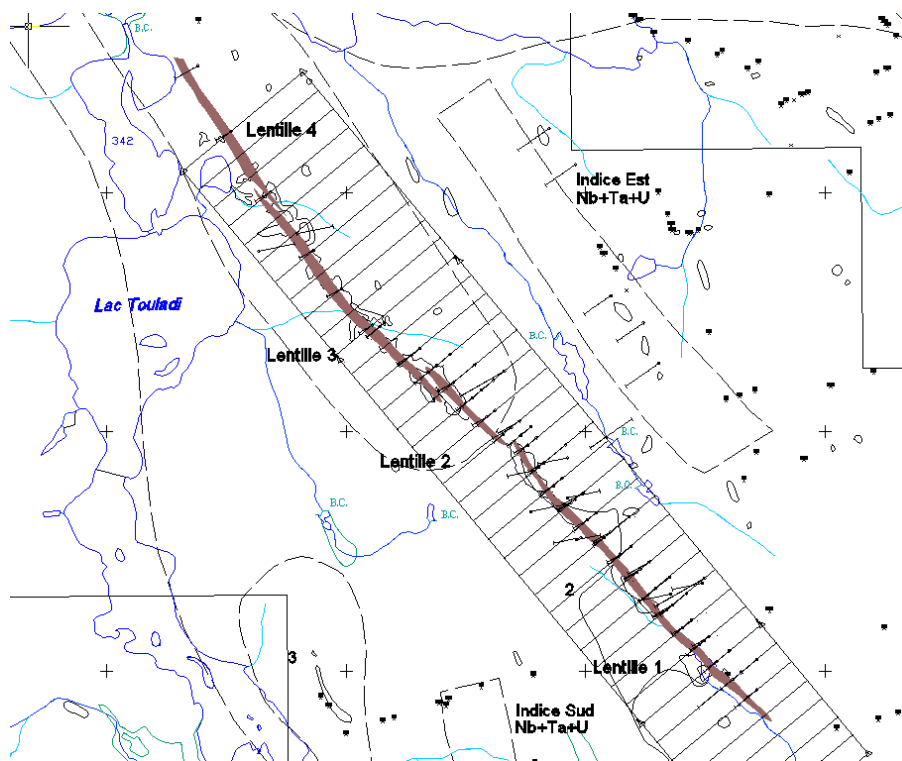 B.C.
B.C.
Lentille 4
342
Indice Est
Nb+Ta+U
Lac Touladi
B.C.
Lentille 3
B.C.
Lentille 2
B.C.
B.C.
B.C.
2
3
Lentille 1
Indice Sud
Nb+Ta+U